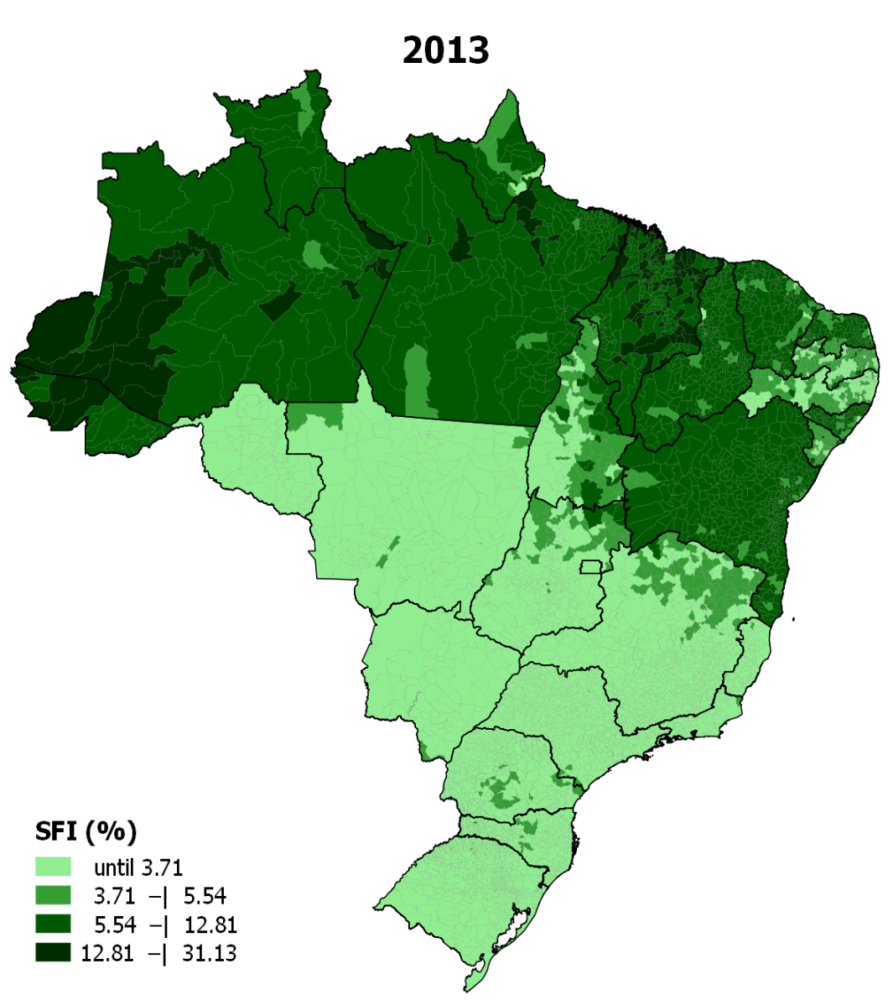 2013
SFI (%)
until 3.71
3.71 –| 5.54
5.54 –| 12.81
12.81 –| 31.13